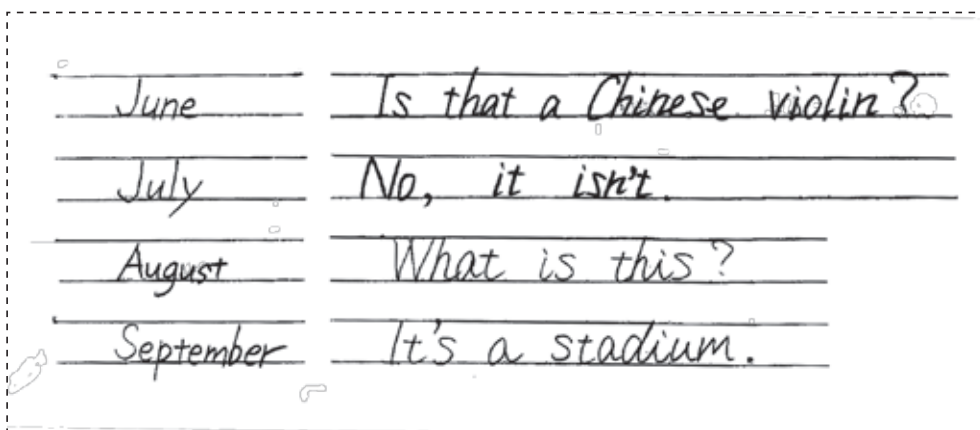 June Is that a Chinese violin?
July No, it isn't.
August What is this?
September It's a stadium.